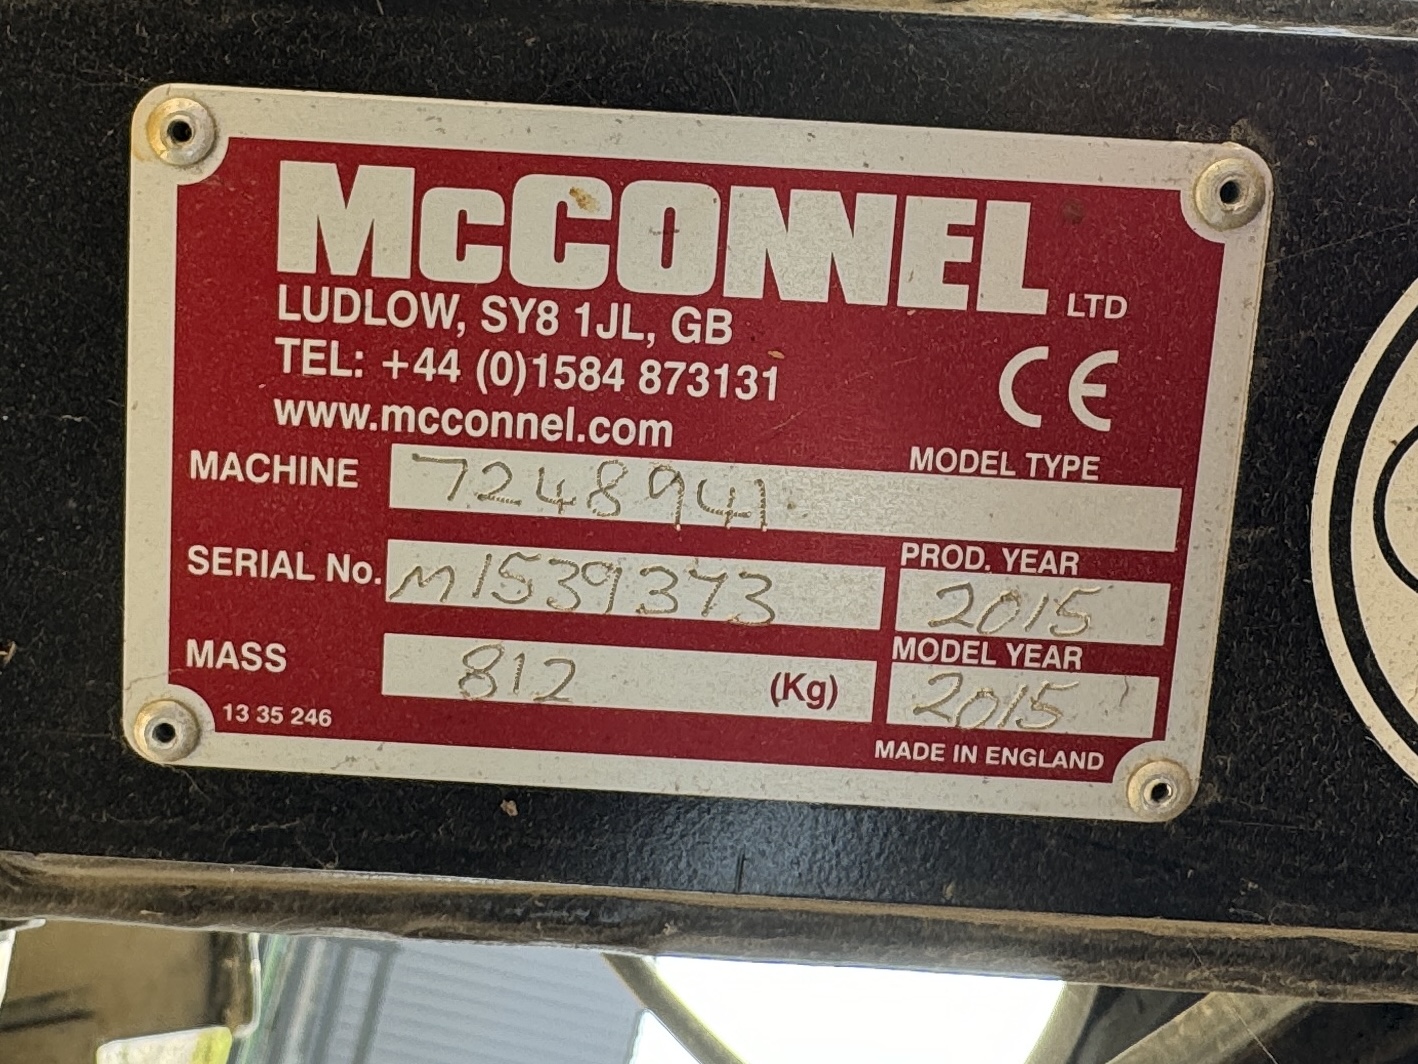 McCONNEL LTD
LUDLOW, SY8 1JL, GB
TEL: +44 (0)1584 873131
www.mcconnel.com
CE
MODEL TYPE
MACHINE 7248941
SERIAL No. M1539373
PROD. YEAR
2015
MASS 812 (Kg)
MODEL YEAR
2015
13 35 246
MADE IN ENGLAND